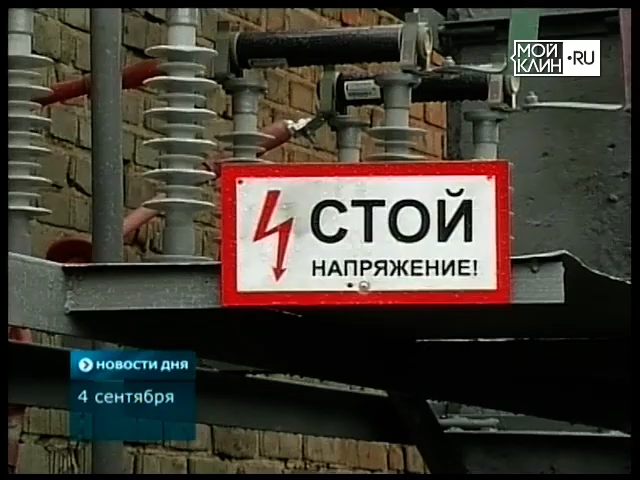 МОЙ
КЛИН.RU
СТОЙ
НАПРЯЖЕНИЕ!
НОВОСТИ ДНЯ
4 сентября